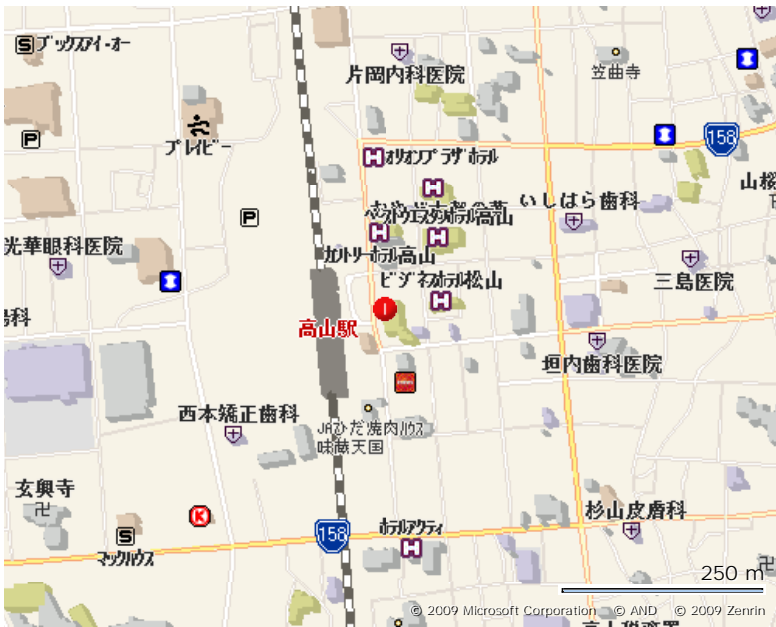 S ブックスアイ・オー
片岡内科医院
笠曲寺
プレイビー
P
158
オリオンプラザホテル
山桜
いしはら歯科
P
光華眼科医院
カントリーホテル高山
ビジネスホテル松山
三島医院
高山駅
垣内歯科医院
西本矯正歯科
JAひだ焼肉ハウス
味蔵天国
玄興寺
K
杉山皮膚科
S
マックハウス
158
ホテルアクティ
250 m
© 2009 Microsoft Corporation © AND © 2009 Zenrin